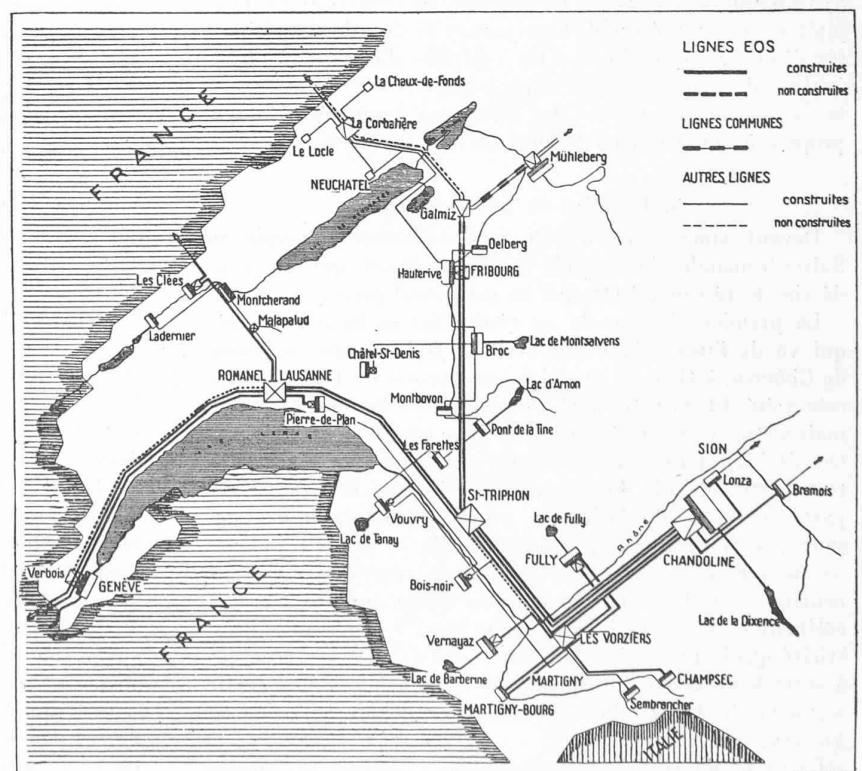 LIGNES EOS
construites
non construites
LIGNES COMMUNES
AUTRES LIGNES
construites
non construites
FRANCE
La Chaux-de-Fonds
La Corbatière
Le Locle
NEUCHATEL
Mühleberg
Galmiz
Oelberg
Hauterive
FRIBOURG
Les Clées
Montcherand
Malapalud
Ladernier
Châtel-St-Denis
Broc
Lac de Montsalvens
ROMANEL
LAUSANNE
Pierre-de-Plan
Montbovon
Lac d'Arnon
Pont de la Tine
Les Farettes
LEMAN
SION
Lonza
Bramois
St-TRIPHON
Vouvry
Lac de Tanay
Lac de Fully
FULLY
Rhône
CHANDOLINE
Verbois
GENÈVE
FRANCE
Bois-noir
Lac de la Dixence
Vernayaz
LES VORZIERS
Lac de Barberine
MARTIGNY
CHAMPSEC
MARTIGNY-BOURG
Sembrancher
ITALIE